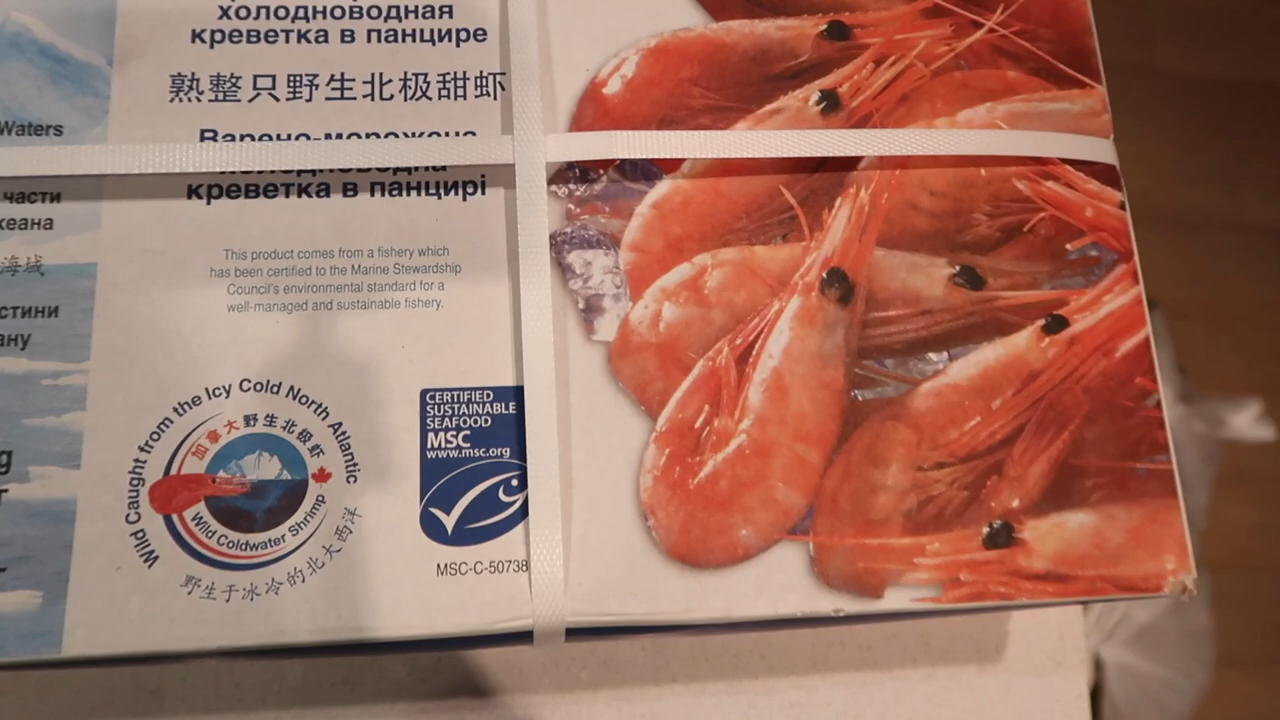 холодноводная
креветка в панцире
熟整只野生北极甜虾
Варено-морожена
холодноводна
креветка в панцирі
Waters
части
海域
This product comes from a fishery which
has been certified to the Marine Stewardship
Council's environmental standard for a
well-managed and sustainable fishery.
Wild Caught from the Icy Cold North Atlantic
加拿大野生北极虾
Wild Coldwater Shrimp
野生于冰冷的北大西洋
CERTIFIED
SUSTAINABLE
SEAFOOD
MSC
www.msc.org
MSC-C-50738